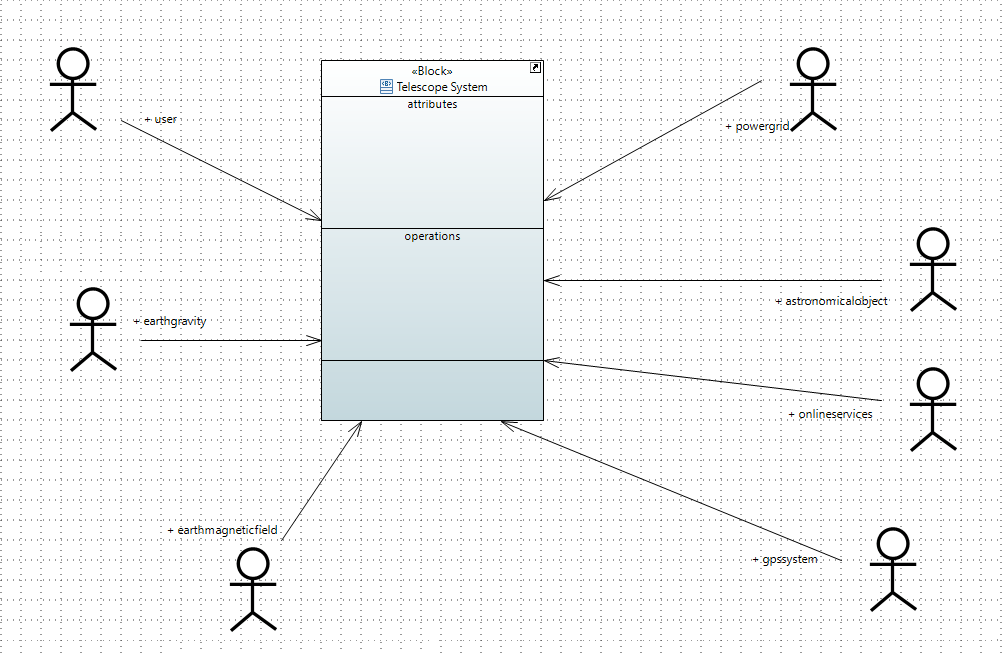 «Block»
Telescope System
attributes
+ user
+ powergrid
operations
+ astronomicalobject
+ earthgravity
+ onlineservices
+ earthmagneticfield
+ gpssystem